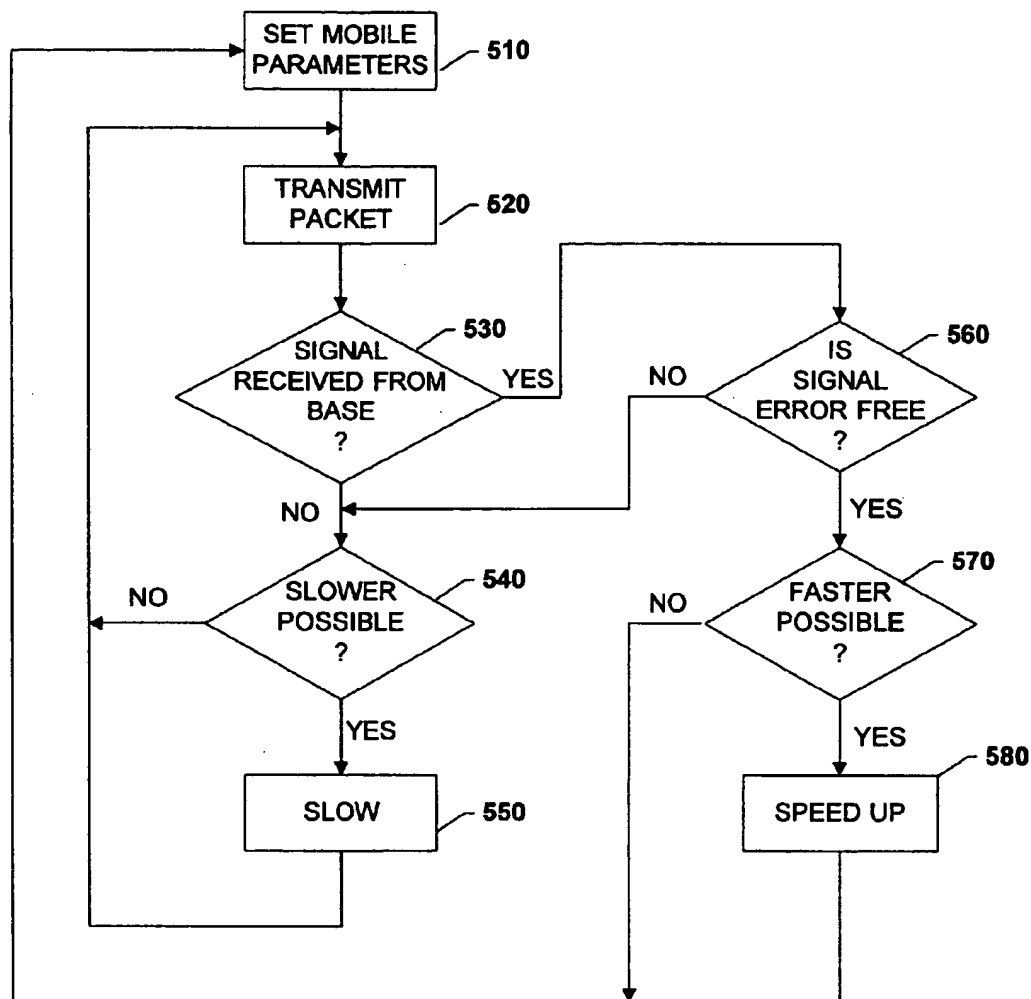 SET MOBILE
PARAMETERS
510
TRANSMIT
PACKET
520
SIGNAL
RECEIVED FROM
BASE
?
530
YES
NO
IS
SIGNAL
ERROR FREE
?
560
NO
YES
SLOWER
POSSIBLE
?
540
NO
YES
FASTER
POSSIBLE
?
570
NO
YES
SLOW
550
SPEED UP
580